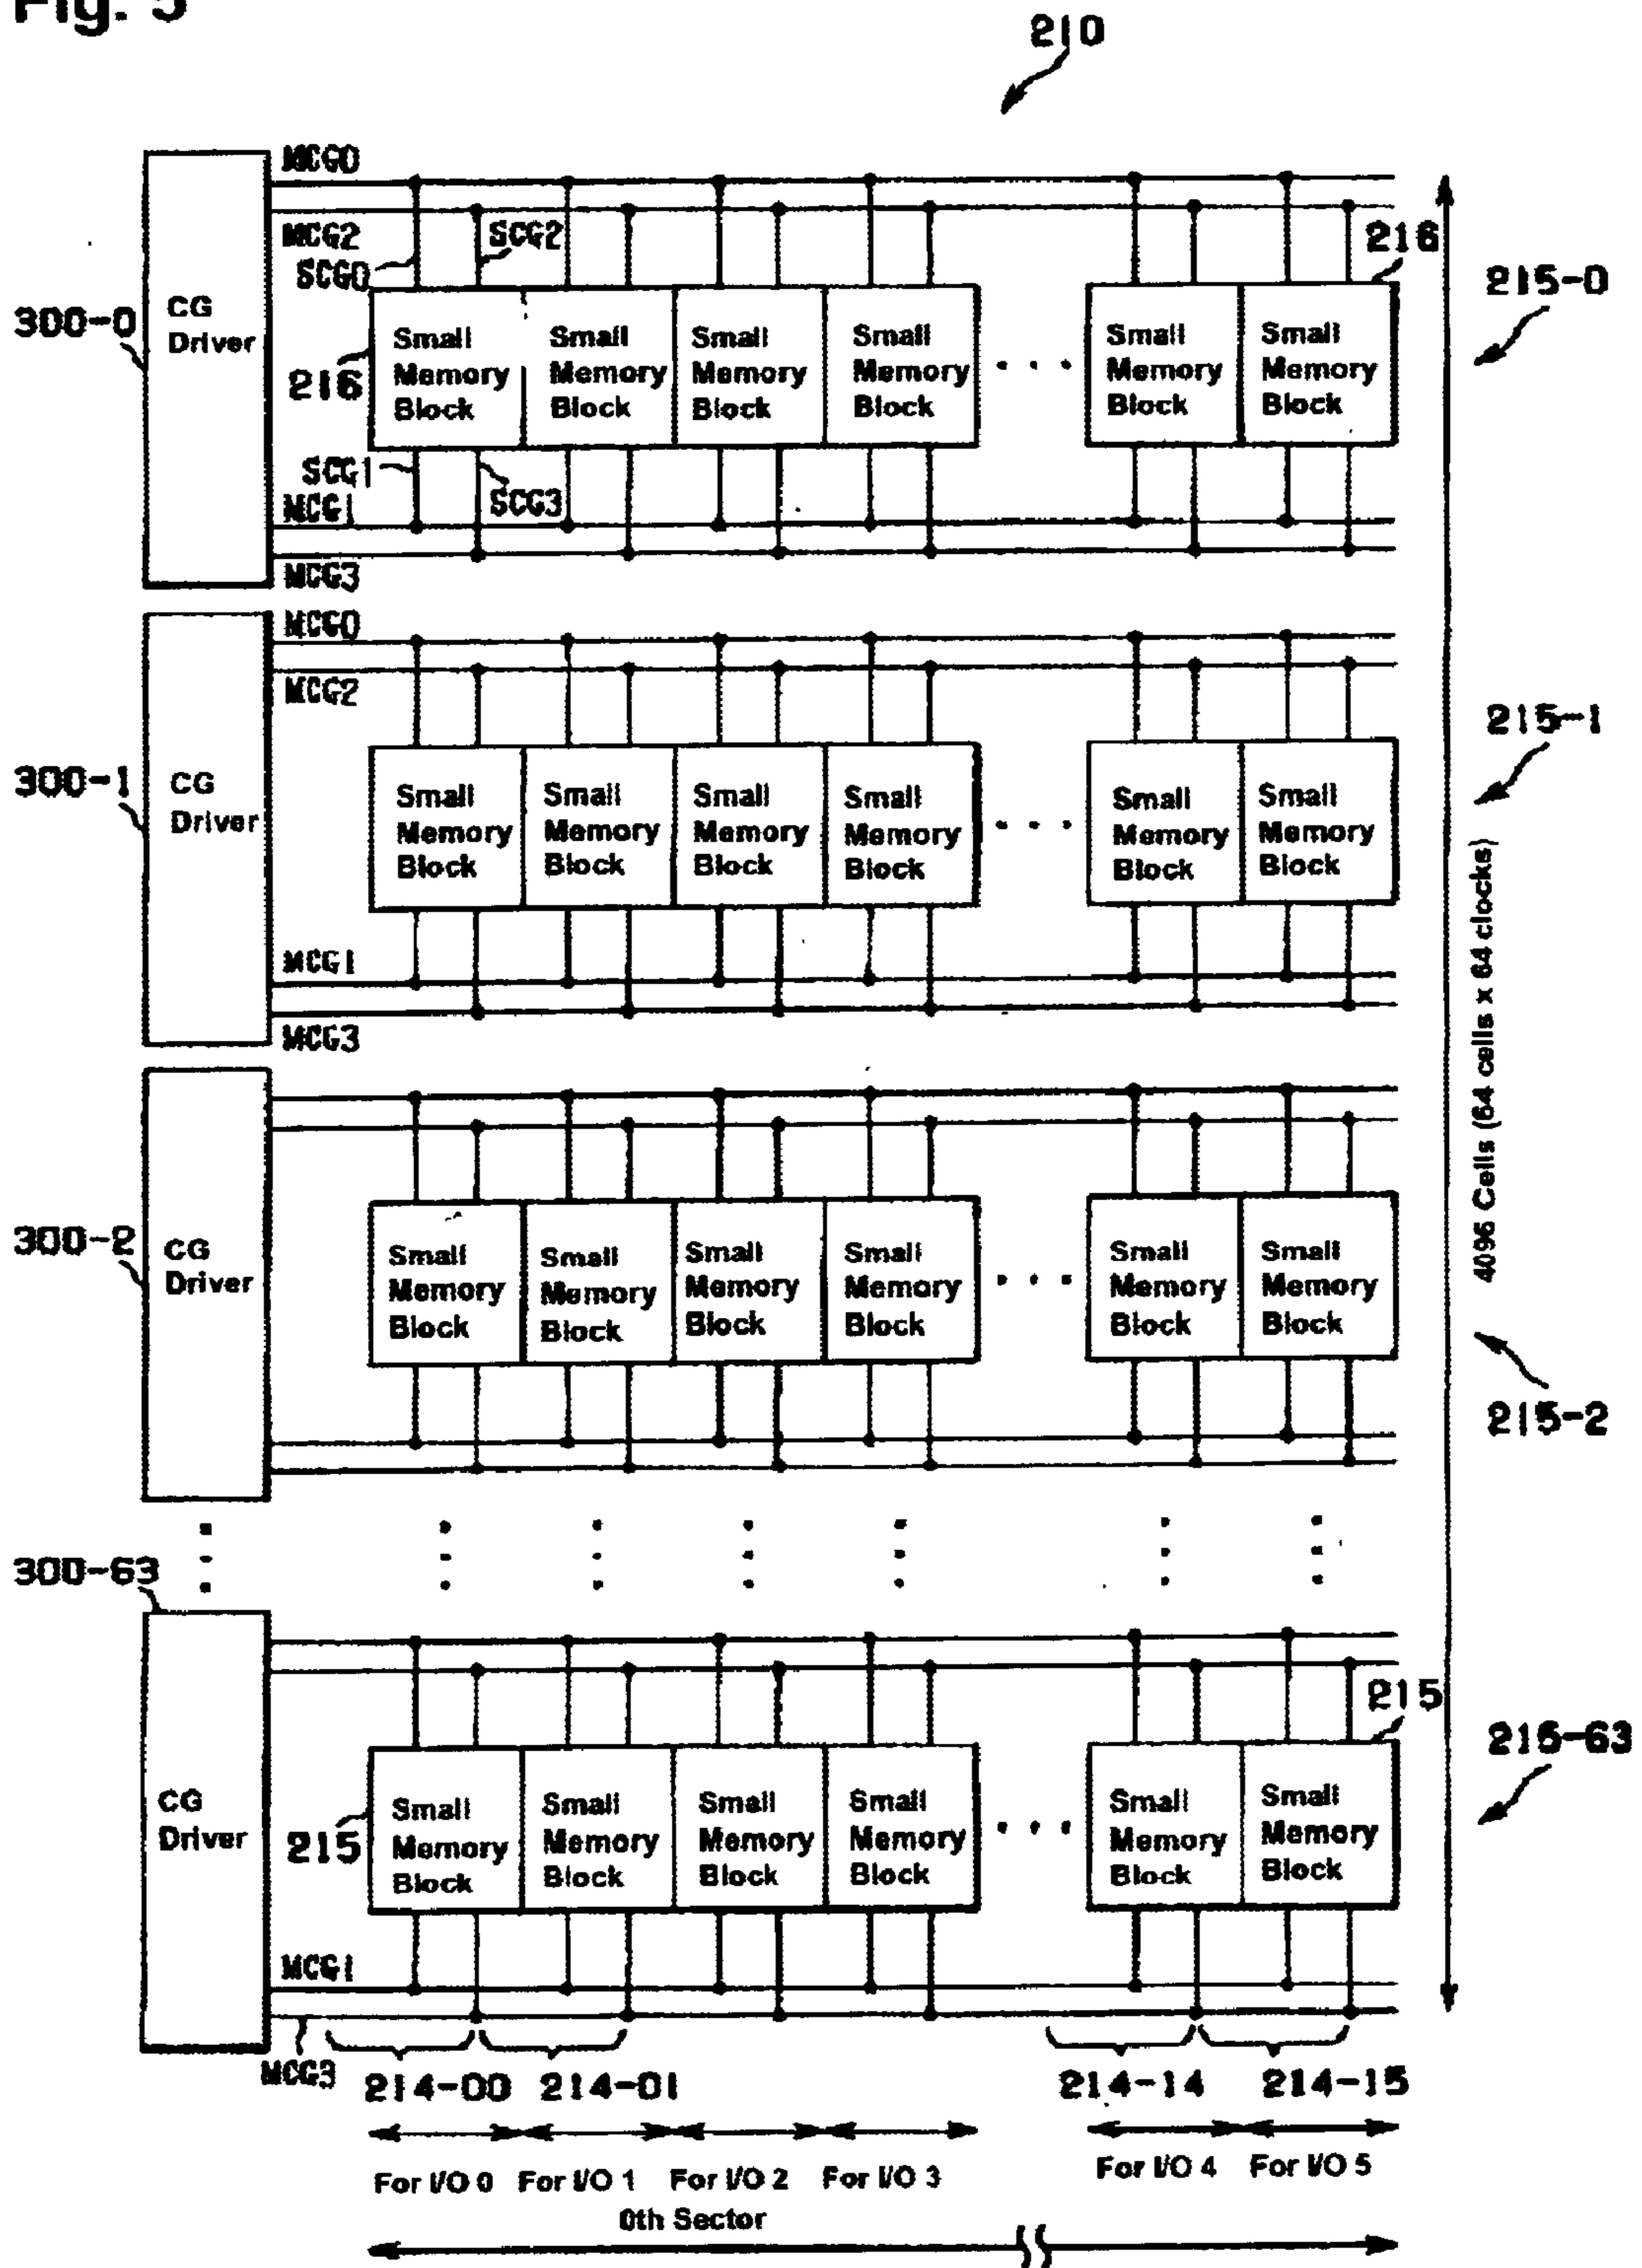 Fig. 5
210
MCG0
MCG2
SCG2
SCG0
216
215-0
300-0
CG
Driver
216
Small
Memory
Block
Small
Memory
Block
Small
Memory
Block
Small
Memory
Block
Small
Memory
Block
Small
Memory
Block
SCG1
SCG3
MCG1
MCG3
MCG0
MCG2
215-1
300-1
CG
Driver
Small
Memory
Block
Small
Memory
Block
Small
Memory
Block
Small
Memory
Block
Small
Memory
Block
Small
Memory
Block
MCG1
MCG3
4096 Cells (64 cells x 64 clocks)
300-2
CG
Driver
Small
Memory
Block
Small
Memory
Block
Small
Memory
Block
Small
Memory
Block
Small
Memory
Block
Small
Memory
Block
215-2
300-63
215
215-63
CG
Driver
215
Small
Memory
Block
Small
Memory
Block
Small
Memory
Block
Small
Memory
Block
Small
Memory
Block
Small
Memory
Block
MCG1
MCG3
214-00 214-01 214-14 214-15
For I/O 0 For I/O 1 For I/O 2 For I/O 3 For I/O 4 For I/O 5
0th Sector